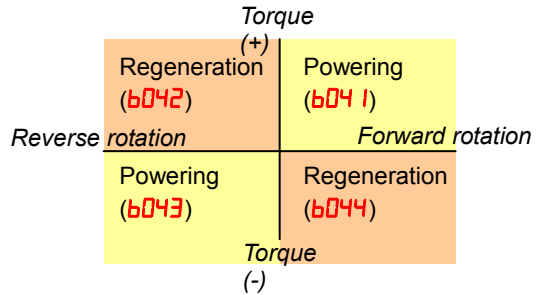 Torque
(+)
Regeneration
(b042)
Powering
(b041)
Reverse rotation
Forward rotation
Powering
(b043)
Regeneration
(b044)
Torque
(-)